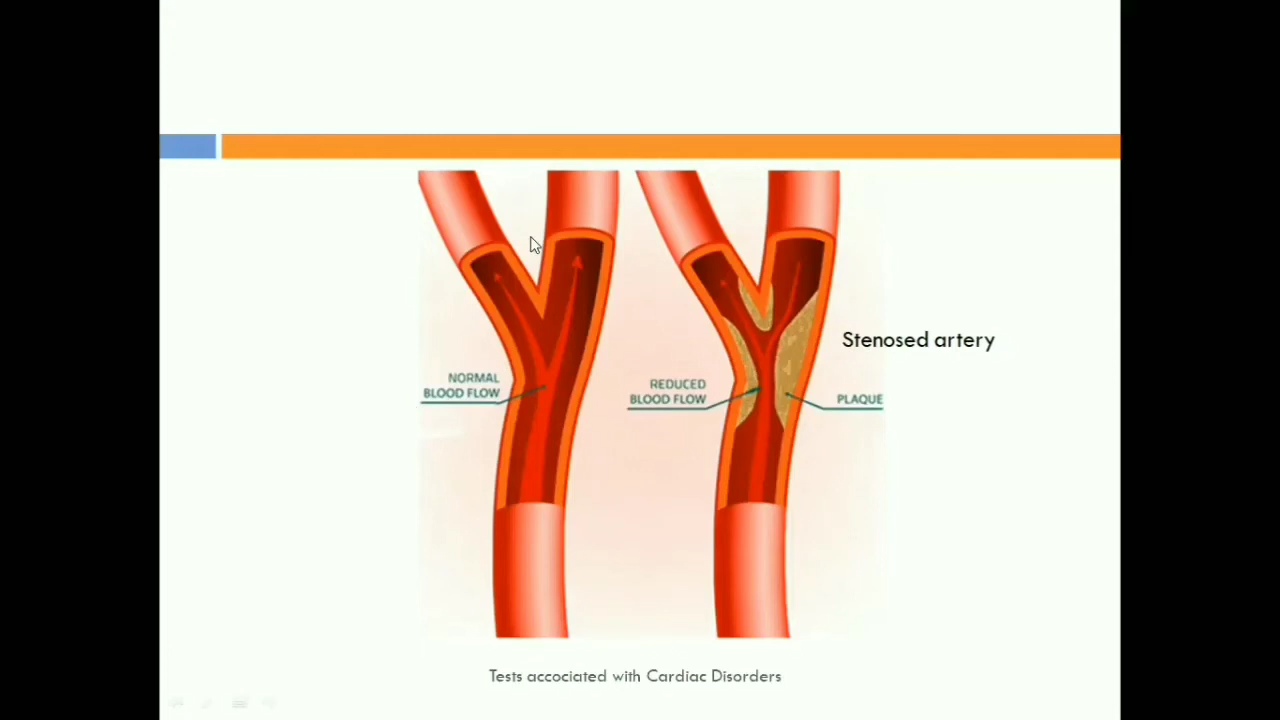 Stenosed artery
NORMAL
BLOOD FLOW
REDUCED
BLOOD FLOW
PLAQUE
Tests accociated with Cardiac Disorders